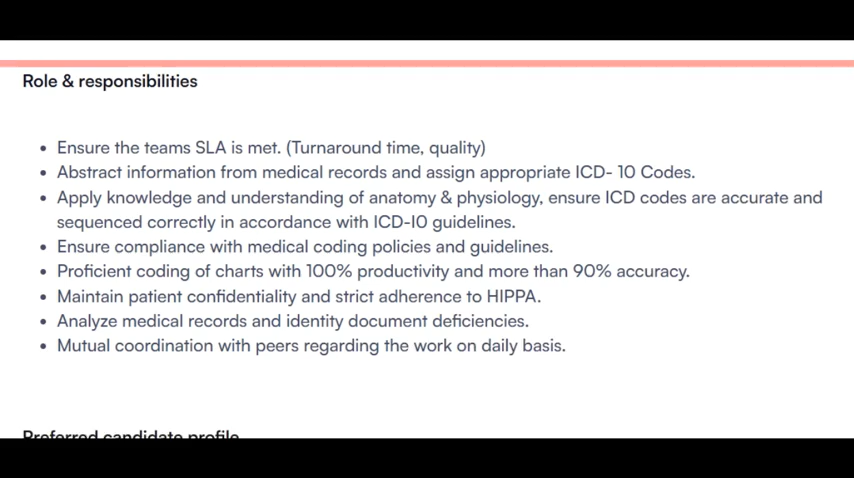 Role & responsibilities
• Ensure the teams SLA is met. (Turnaround time, quality)
• Abstract information from medical records and assign appropriate ICD- 10 Codes.
• Apply knowledge and understanding of anatomy & physiology, ensure ICD codes are accurate and
sequenced correctly in accordance with ICD-I0 guidelines.
• Ensure compliance with medical coding policies and guidelines.
• Proficient coding of charts with 100% productivity and more than 90% accuracy.
• Maintain patient confidentiality and strict adherence to HIPPA.
• Analyze medical records and identity document deficiencies.
• Mutual coordination with peers regarding the work on daily basis.
Preferred candidate profile